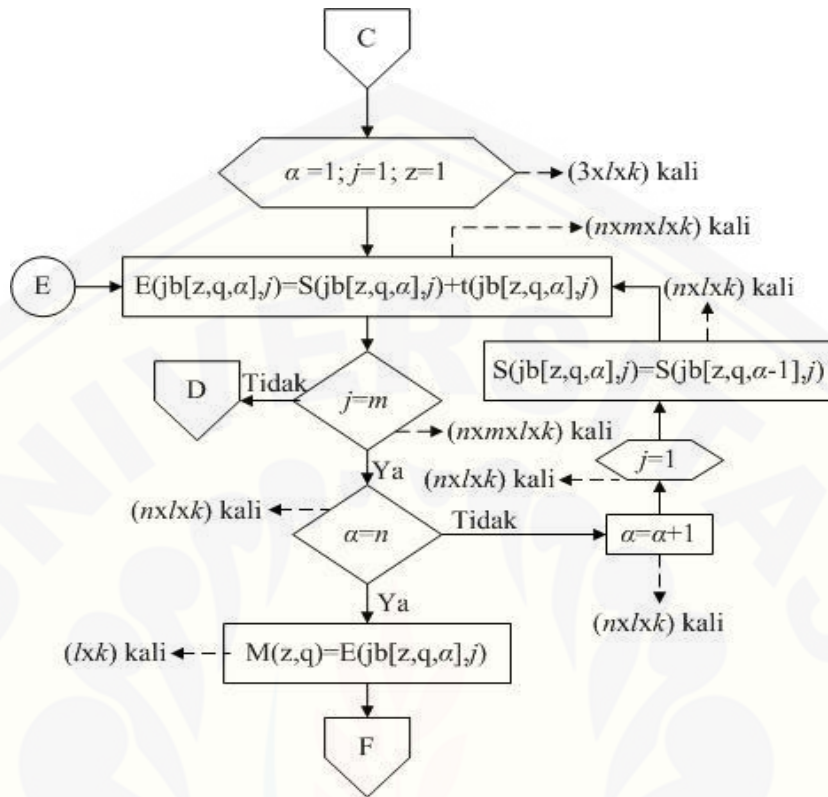 C
α =1; j=1; z=1
(3xlxk) kali
(nxmxlxk) kali
E
E(jb[z,q,α],j)=S(jb[z,q,α],j)+t(jb[z,q,α],j)
(nxlxk) kali
S(jb[z,q,α],j)=S(jb[z,q,α-1],j)
D
Tidak
j=m
(nxmxlxk) kali
Ya
j=1
(nxlxk) kali
(nxlxk) kali
α=n
Tidak
α=α+1
(nxlxk) kali
Ya
(lxk) kali
M(z,q)=E(jb[z,q,α],j)
F